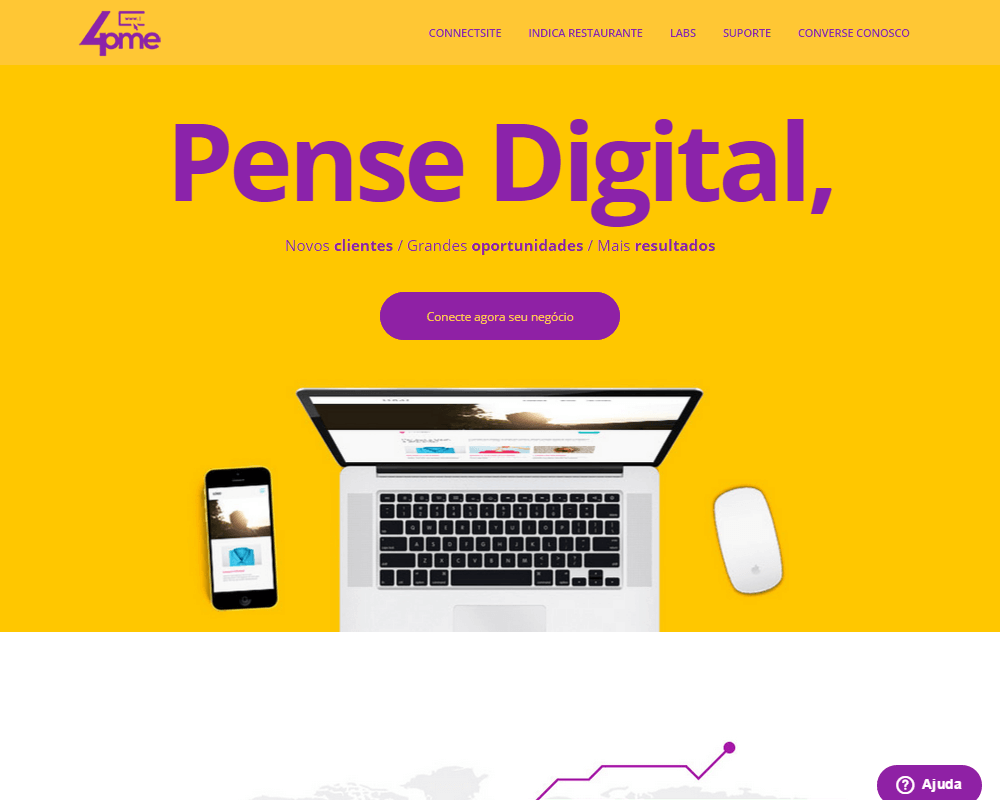 www.
4pme
CONNECTSITE INDICA RESTAURANTE LABS SUPORTE CONVERSE CONOSCO
Pense Digital,
Novos clientes / Grandes oportunidades / Mais resultados
Conecte agora seu negócio
Ajuda